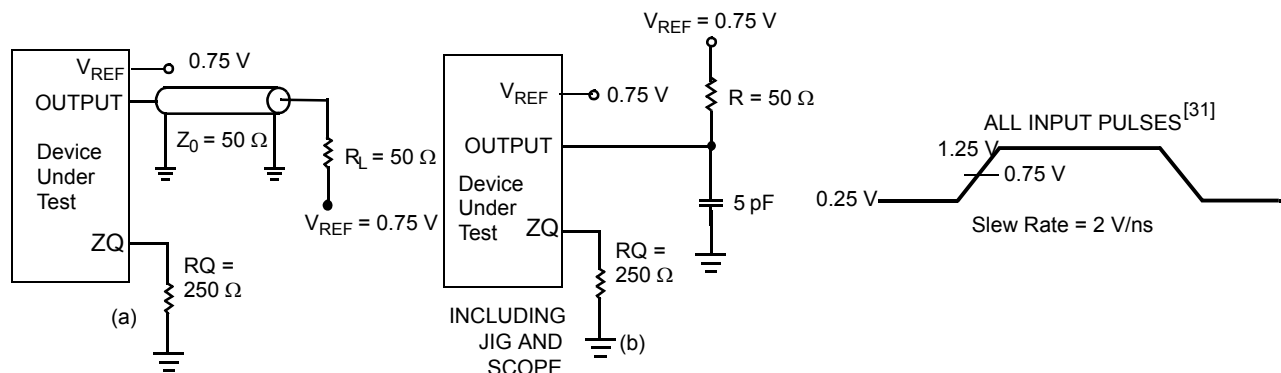 V_REF
0.75 V
OUTPUT
Z_0 = 50 Ω
Device
Under
Test
R_L = 50 Ω
V_REF = 0.75 V
ZQ
RQ =
250 Ω
(a)
V_REF = 0.75 V
V_REF
0.75 V
R = 50 Ω
OUTPUT
Device
Under
Test
5 pF
ZQ
RQ =
250 Ω
INCLUDING
JIG AND
SCOPE
(b)
ALL INPUT PULSES[31]
1.25 V
0.75 V
0.25 V
Slew Rate = 2 V/ns